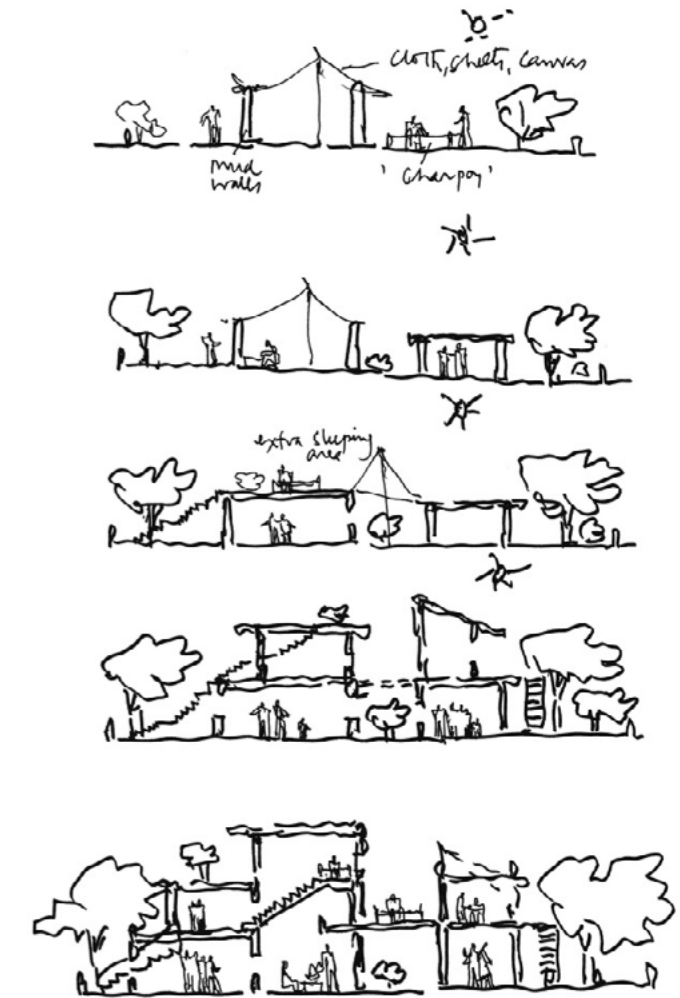 cloth, sheets, canvas
mud
walls
'charpoy'
extra sleeping
area